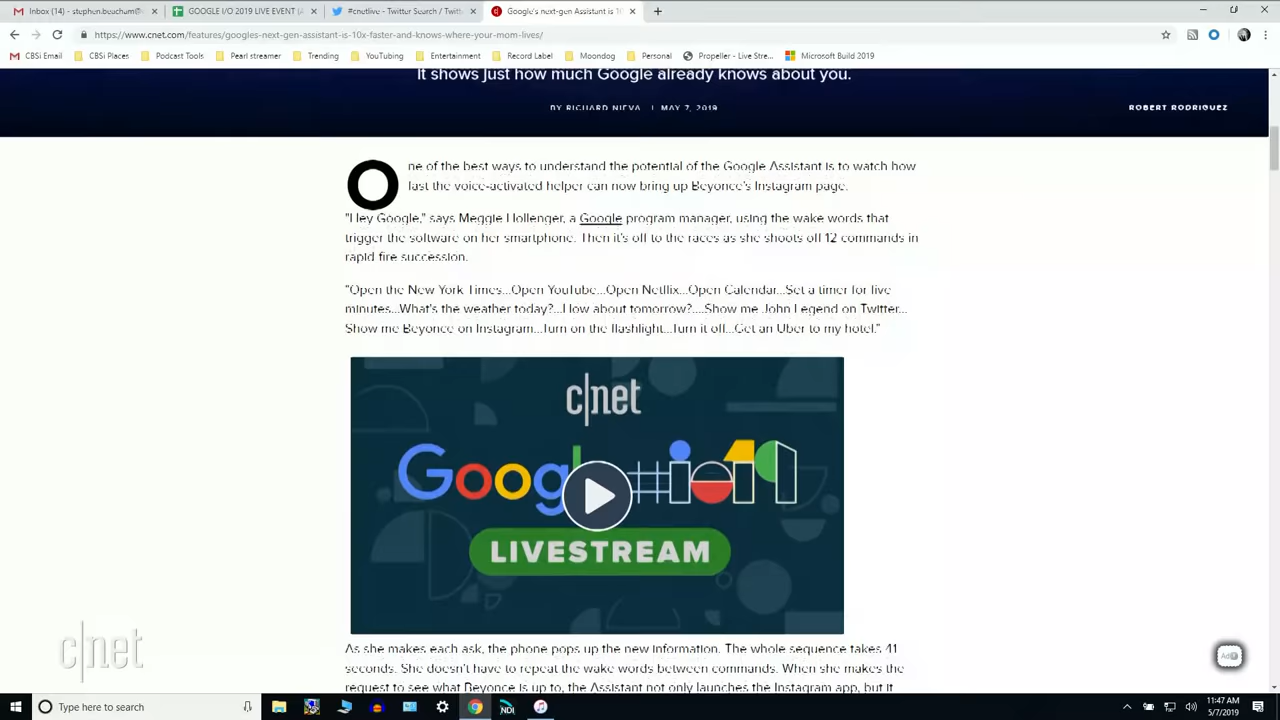 Inbox (14) - stephen.beacham@
GOOGLE I/O 2019 LIVE EVENT (A
#cnetlive - Twitter Search / Twitt
Google's next-gen Assistant is 10
https://www.cnet.com/features/googles-next-gen-assistant-is-10x-faster-and-knows-where-your-mom-lives/
CBSi Email
CBSi Places
Podcast Tools
Pearl streamer
Trending
YouTubing
Entertainment
Record Label
Moondog
Personal
Propeller - Live Stre...
Microsoft Build 2019
It shows just how much Google already knows about you.
BY RICHARD NIEVA | MAY 7, 2019
ROBERT RODRIGUEZ
One of the best ways to understand the potential of the Google Assistant is to watch how
fast the voice-activated helper can now bring up Beyonce's Instagram page.
"Hey Google," says Meggie Hollenger, a Google program manager, using the wake words that
trigger the software on her smartphone. Then it's off to the races as she shoots off 12 commands in
rapid fire succession.
"Open the New York Times...Open YouTube...Open Netflix...Open Calendar...Set a timer for five
minutes...What's the weather today?...How about tomorrow?....Show me John Legend on Twitter...
Show me Beyonce on Instagram...Turn on the flashlight...Turn it off...Get an Uber to my hotel."
c|net
Google #io19
LIVESTREAM
As she makes each ask, the phone pops up the new information. The whole sequence takes 41
seconds. She doesn't have to repeat the wake words between commands. When she makes the
request to see what Beyonce is up to, the Assistant not only launches the Instagram app, but it
c|net
Ad
Type here to search
NDI
11:47 AM
5/7/2019